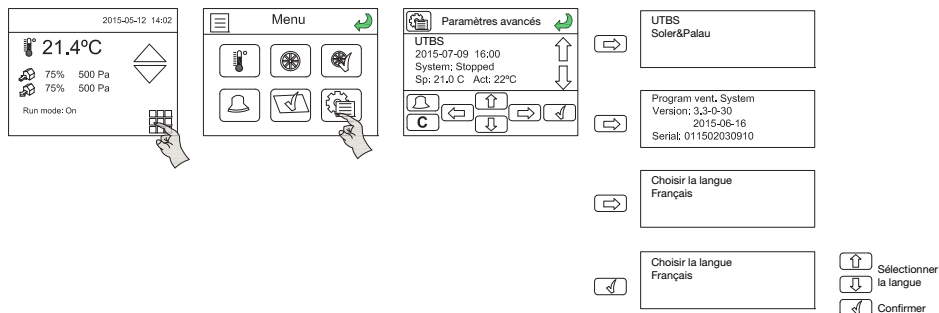 2015-05-12 14:02
21.4ºC
75% 500 Pa
75% 500 Pa
Run mode: On
Menu
Paramètres avancés
UTBS
2015-07-09 16:00
System; Stopped
Sp: 21.0 C Act: 22ºC
C
UTBS
Soler&Palau
Program vent. System
Version: 3.3-0-30
2015-06-16
Serial: 011502030910
Choisir la langue
Français
Choisir la langue
Français
Sélectionner
la langue
Confirmer